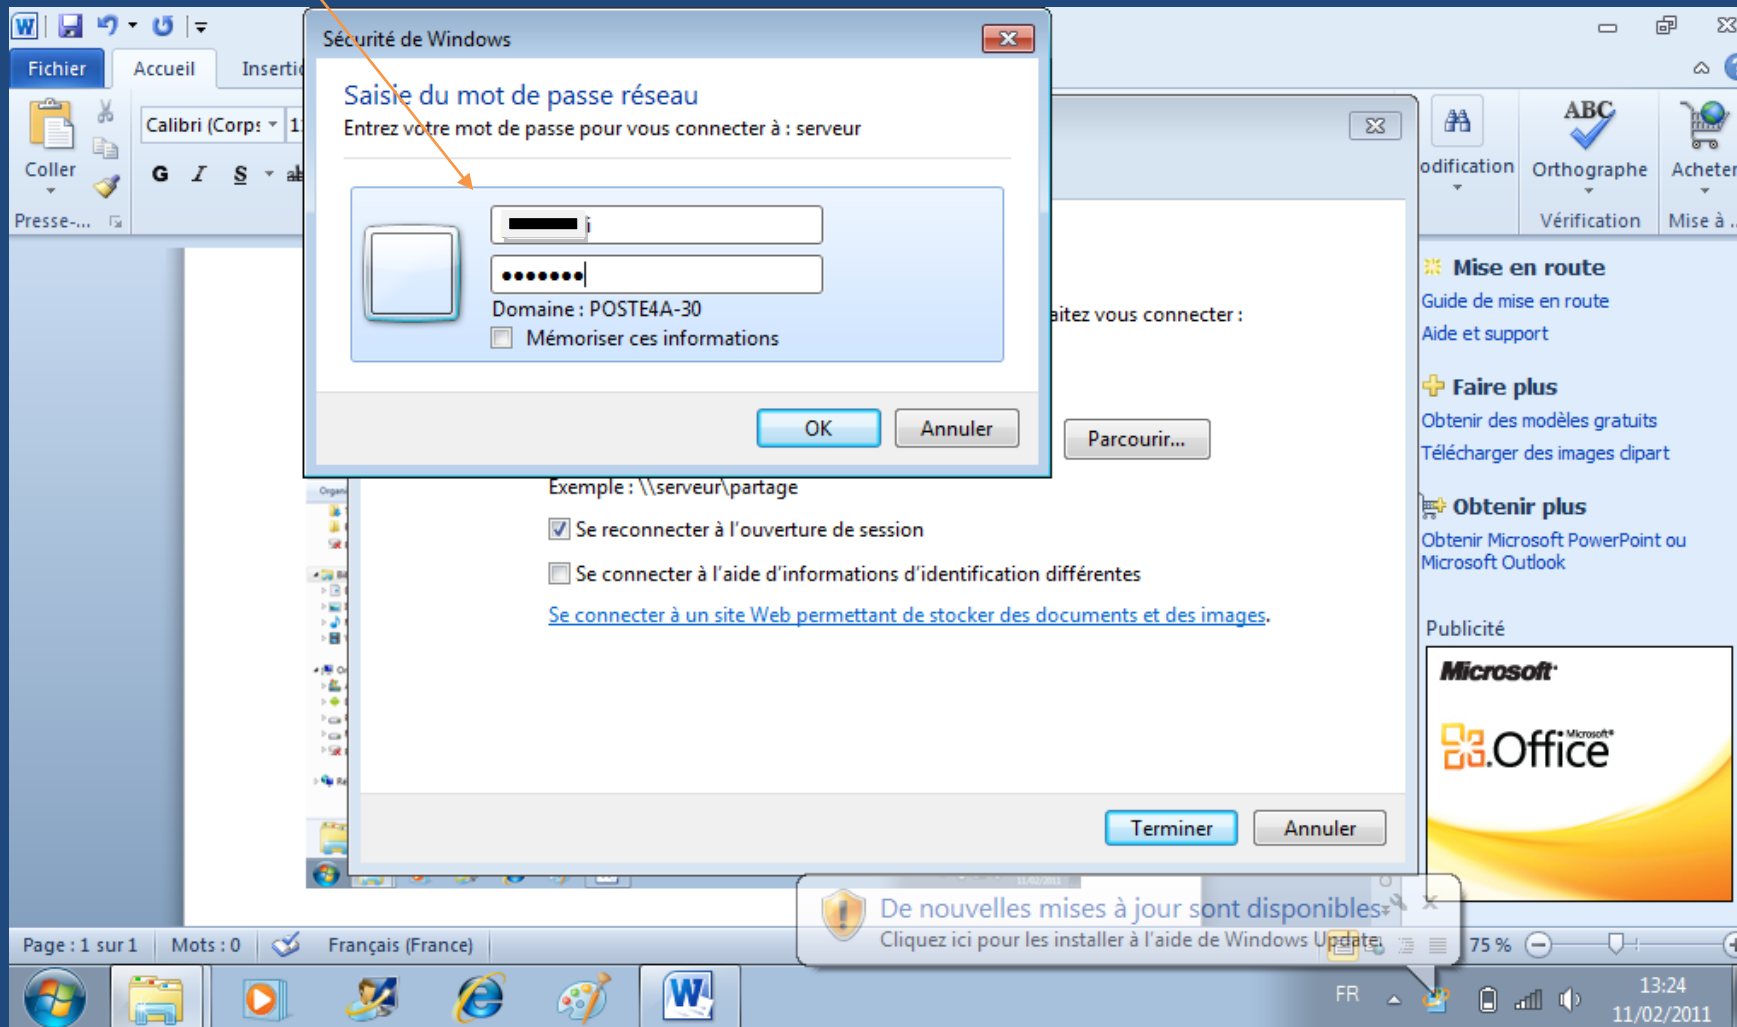 Sécurité de Windows
Fichier
Accueil
Saisie du mot de passe réseau
Entrez votre mot de passe pour vous connecter à : serveur
Calibri (Corps
Coller
G I S
Presse-...
i
•••••••
Domaine : POSTE4A-30
Mémoriser ces informations
OK
Annuler
aitez vous connecter :
Parcourir...
Exemple : \\serveur\partage
Se reconnecter à l'ouverture de session
Se connecter à l'aide d'informations d'identification différentes
Se connecter à un site Web permettant de stocker des documents et des images.
Terminer
Annuler
ABC
odification
Orthographe
Acheter
Vérification
Mise à ..
Mise en route
Guide de mise en route
Aide et support
Faire plus
Obtenir des modèles gratuits
Télécharger des images clipart
Obtenir plus
Obtenir Microsoft PowerPoint ou
Microsoft Outlook
Publicité
Microsoft
Microsoft
Office
De nouvelles mises à jour sont disponibles
Cliquez ici pour les installer à l'aide de Windows Update.
Page : 1 sur 1
Mots : 0
Français (France)
75 %
FR
13:24
11/02/2011